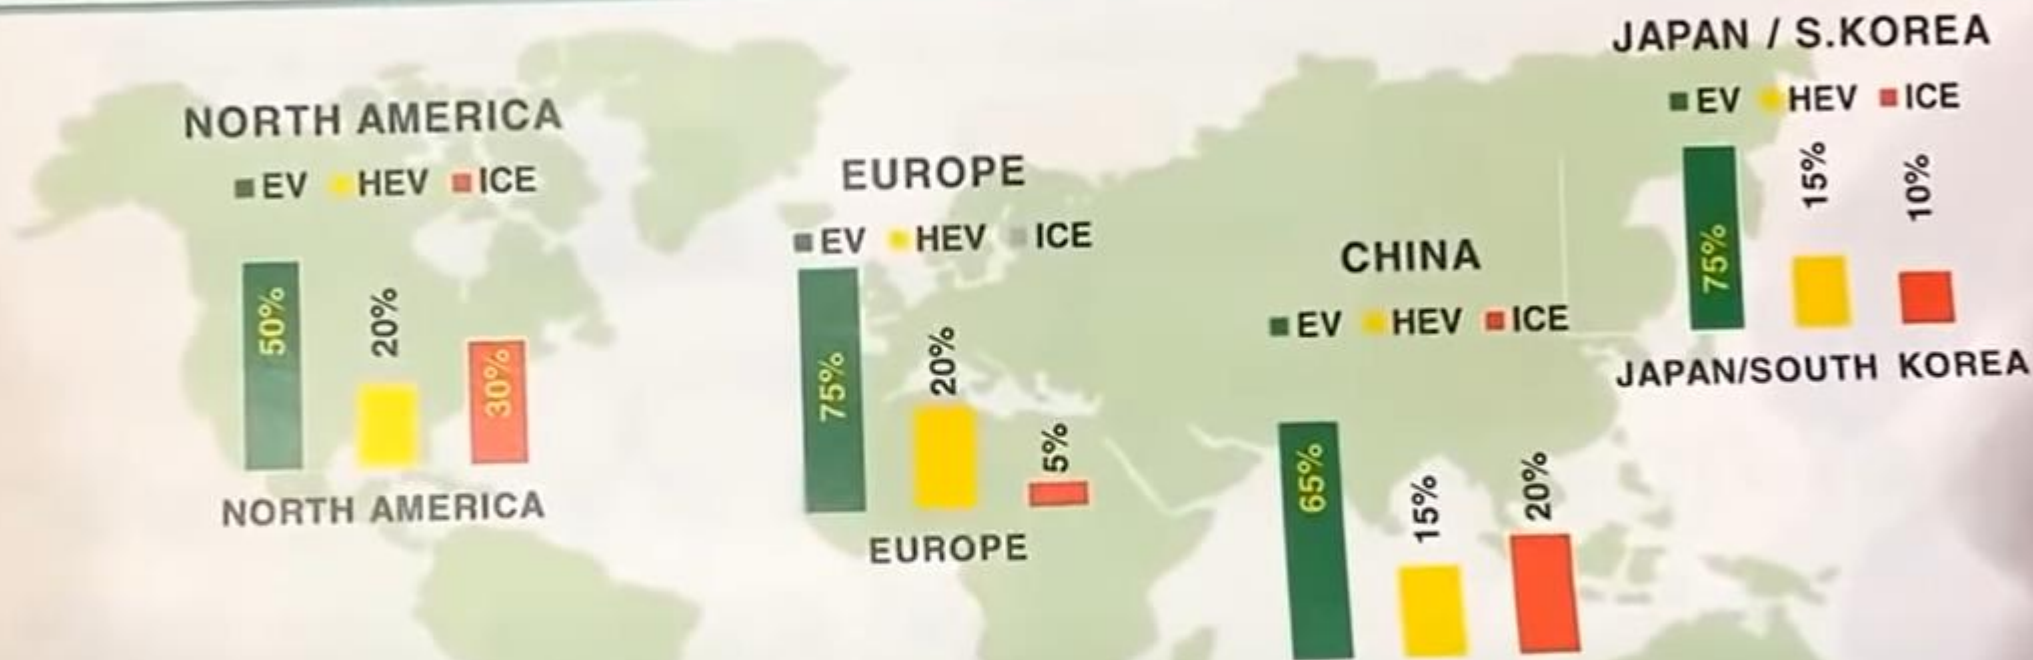 NORTH AMERICA
EV HEV ICE
50%
20%
30%
NORTH AMERICA
EUROPE
EV HEV ICE
75%
20%
5%
EUROPE
CHINA
EV HEV ICE
65%
15%
20%
JAPAN / S.KOREA
EV HEV ICE
75%
15%
10%
JAPAN/SOUTH KOREA